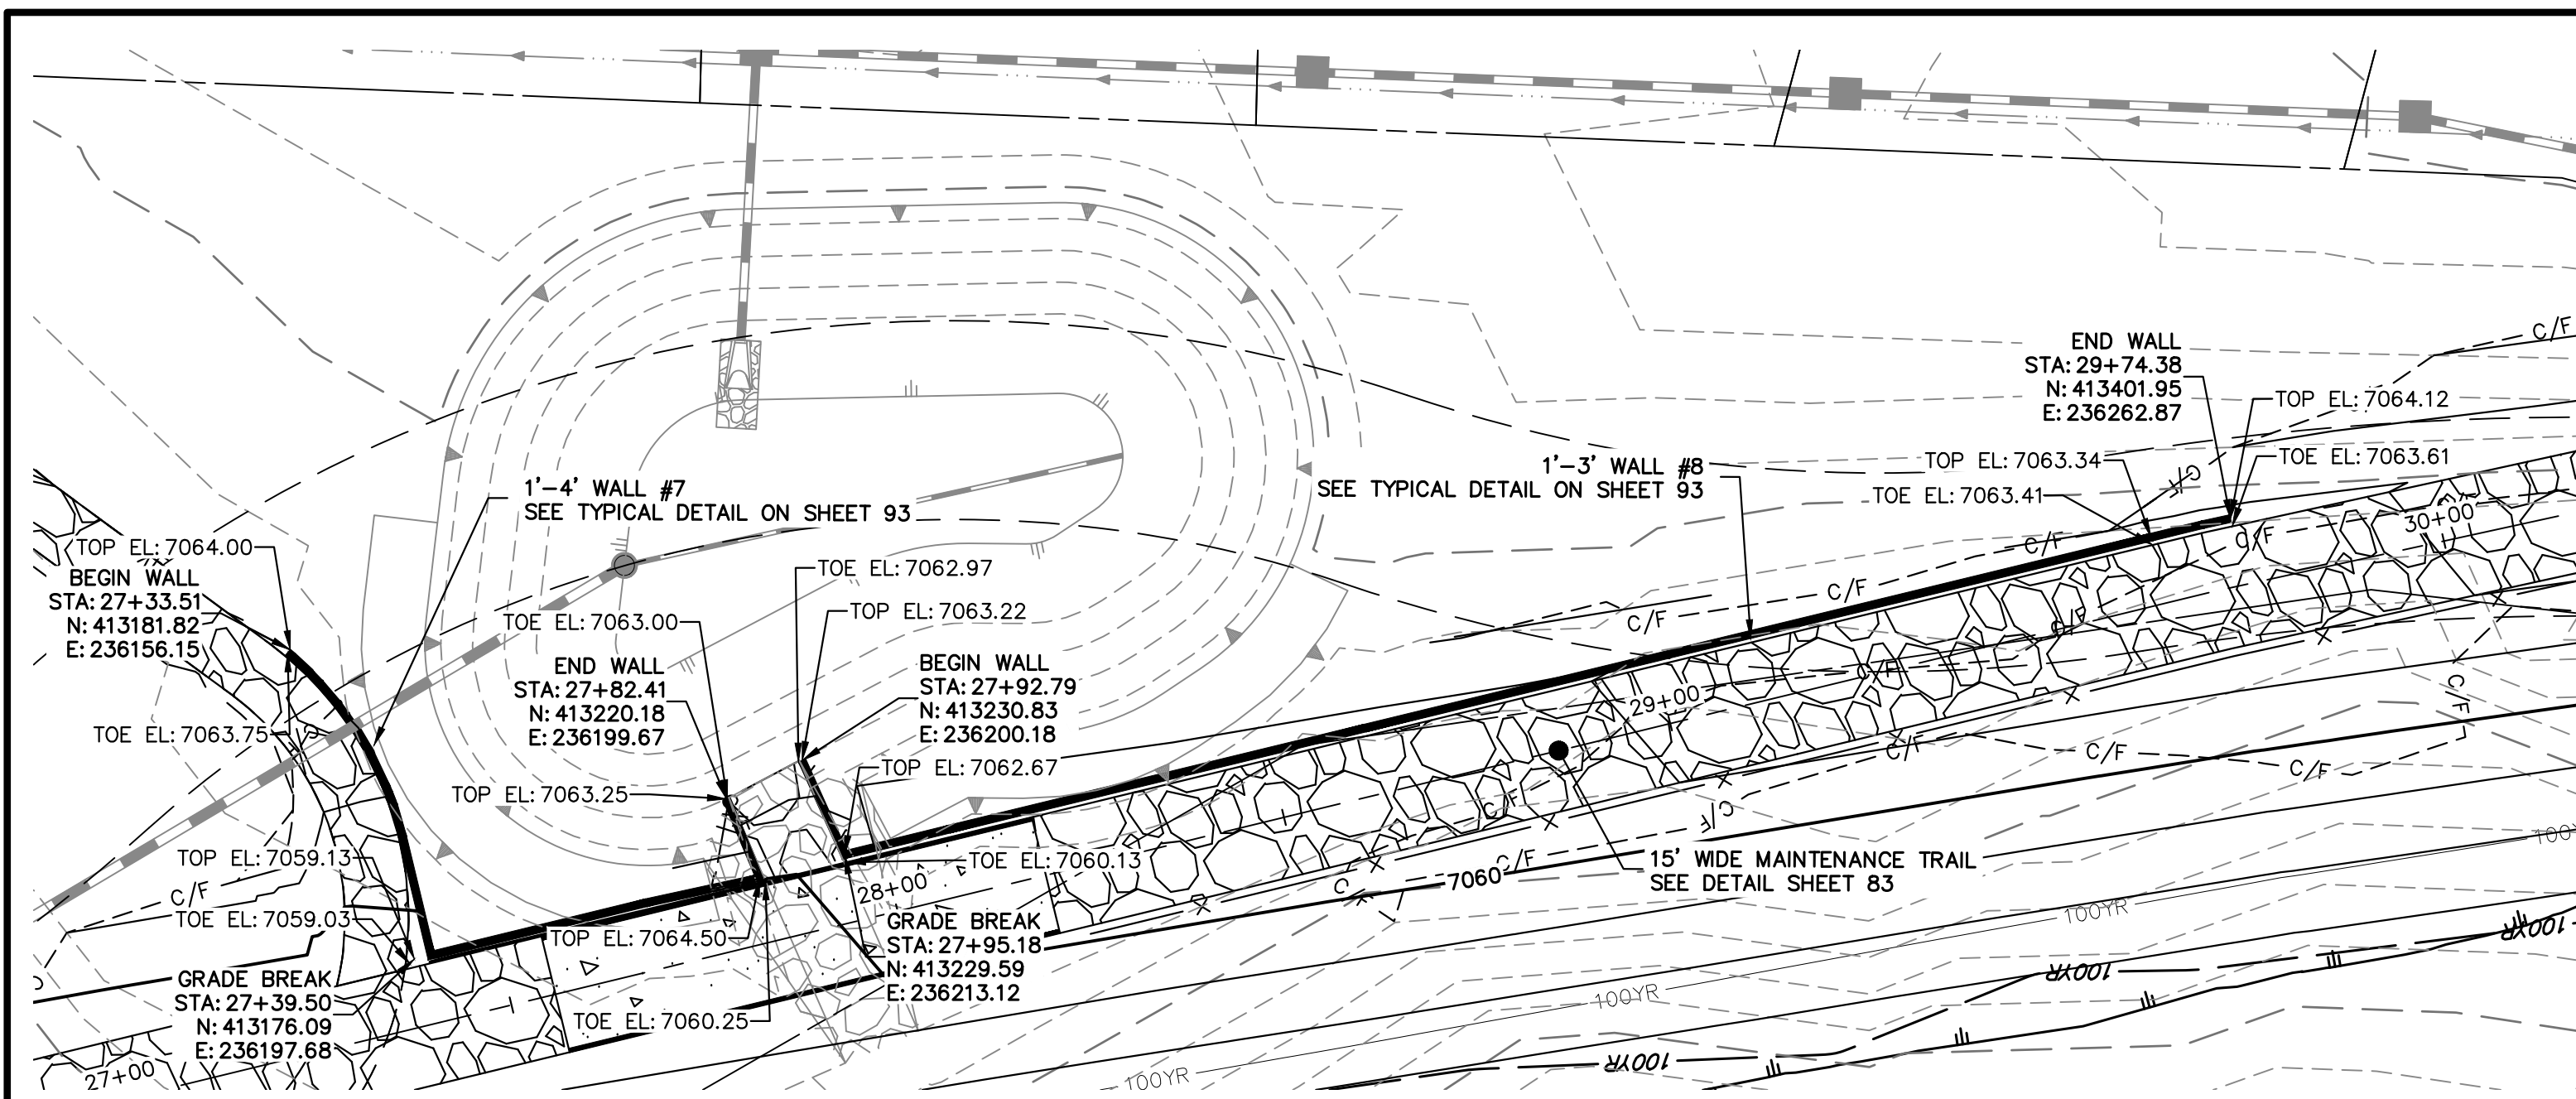 C/F
END WALL
STA: 29+74.38
N: 413401.95
E: 236262.87
TOP EL: 7064.12
TOP EL: 7063.34
TOE EL: 7063.61
TOE EL: 7063.41
1'-3' WALL #8
SEE TYPICAL DETAIL ON SHEET 93
C/F
1'-4' WALL #7
SEE TYPICAL DETAIL ON SHEET 93
30+00
C/F
C/F
TOP EL: 7064.00
BEGIN WALL
STA: 27+33.51
N: 413181.82
E: 236156.15
TOE EL: 7062.97
TOP EL: 7063.22
TOE EL: 7063.00
C/F
C/F
C/F
C/F
END WALL
STA: 27+82.41
N: 413220.18
E: 236199.67
BEGIN WALL
STA: 27+92.79
N: 413230.83
E: 236200.18
29+00
C/F
TOE EL: 7063.75
C/F
C/F
C/F
TOP EL: 7062.67
TOP EL: 7063.25
C/F
C/F
TOP EL: 7059.13
TOE EL: 7060.13
C/F
15' WIDE MAINTENANCE TRAIL
SEE DETAIL SHEET 83
7060
C/F
28+00
C/F
TOE EL: 7059.03
TOP EL: 7064.50
GRADE BREAK
STA: 27+95.18
N: 413229.59
E: 236213.12
100YR
100YR
100YR
GRADE BREAK
STA: 27+39.50
N: 413176.09
E: 236197.68
TOE EL: 7060.25
100YR
100YR
27+00
100YR